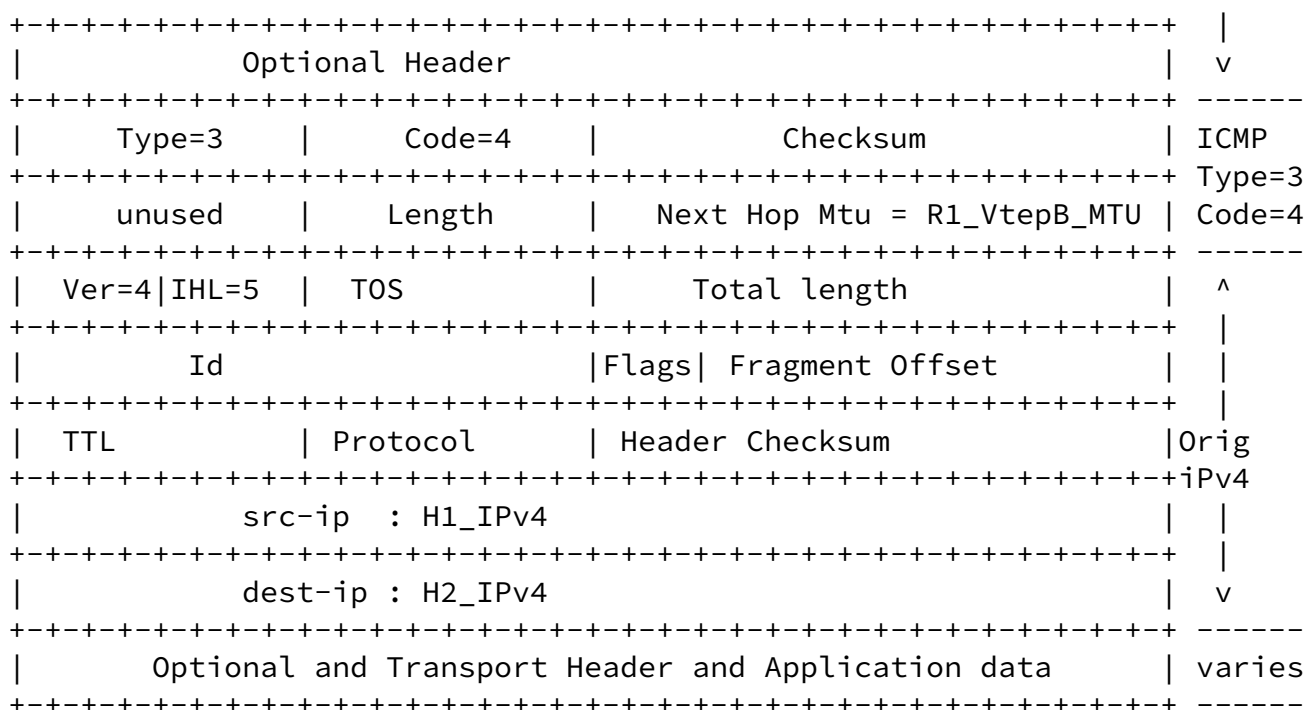 +-+-+-+-+-+-+-+-+-+-+-+-+-+-+-+-+-+-+-+-+-+-+-+-+-+-+-+-+-+-+-+-+  |
|            Optional Header                                    |  v
+-+-+-+-+-+-+-+-+-+-+-+-+-+-+-+-+-+-+-+-+-+-+-+-+-+-+-+-+-+-+-+-+ ------
|     Type=3    |     Code=4    |          Checksum             | ICMP
+-+-+-+-+-+-+-+-+-+-+-+-+-+-+-+-+-+-+-+-+-+-+-+-+-+-+-+-+-+-+-+-+ Type=3
|     unused    |    Length     |   Next Hop Mtu = R1_VtepB_MTU | Code=4
+-+-+-+-+-+-+-+-+-+-+-+-+-+-+-+-+-+-+-+-+-+-+-+-+-+-+-+-+-+-+-+-+ ------
|  Ver=4|IHL=5  |  TOS          |     Total length              |  ^
+-+-+-+-+-+-+-+-+-+-+-+-+-+-+-+-+-+-+-+-+-+-+-+-+-+-+-+-+-+-+-+-+  |
|         Id                    |Flags| Fragment Offset         |  |
+-+-+-+-+-+-+-+-+-+-+-+-+-+-+-+-+-+-+-+-+-+-+-+-+-+-+-+-+-+-+-+-+  |
|  TTL          | Protocol      | Header Checksum               |Orig
+-+-+-+-+-+-+-+-+-+-+-+-+-+-+-+-+-+-+-+-+-+-+-+-+-+-+-+-+-+-+-+-+iPv4
|            src-ip  : H1_IPv4                                  |  |
+-+-+-+-+-+-+-+-+-+-+-+-+-+-+-+-+-+-+-+-+-+-+-+-+-+-+-+-+-+-+-+-+  |
|            dest-ip : H2_IPv4                                  |  v
+-+-+-+-+-+-+-+-+-+-+-+-+-+-+-+-+-+-+-+-+-+-+-+-+-+-+-+-+-+-+-+-+ ------
|       Optional and Transport Header and Application data      | varies
+-+-+-+-+-+-+-+-+-+-+-+-+-+-+-+-+-+-+-+-+-+-+-+-+-+-+-+-+-+-+-+-+ ------